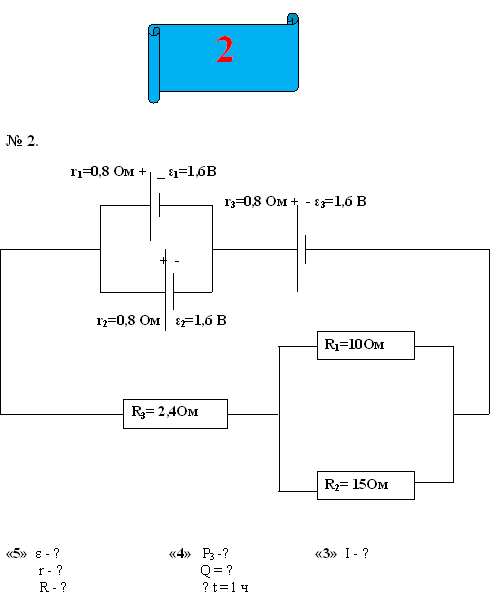 2
№ 2.
r₁=0,8 Ом + _ ε₁=1,6В
r₃=0,8 Ом + - ε₃=1,6 В
+ -
r₂=0,8 Ом ε₂=1,6 В
R₁=10Ом
R₃= 2,4Ом
R₂= 15Ом
«5» ε - ? «4» P₃ -? «3» I - ?
r - ? Q = ?
R - ? ? t = 1 ч